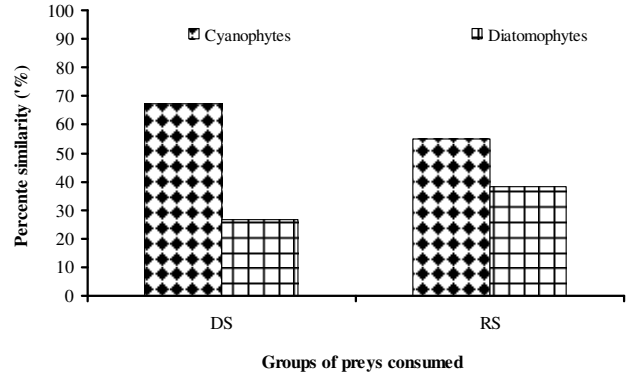 100
Cyanophytes Diatomophytes
90
80
70
60
50
40
30
20
10
0
Percente similarity ('%)
DS RS
Groups of preys consumed